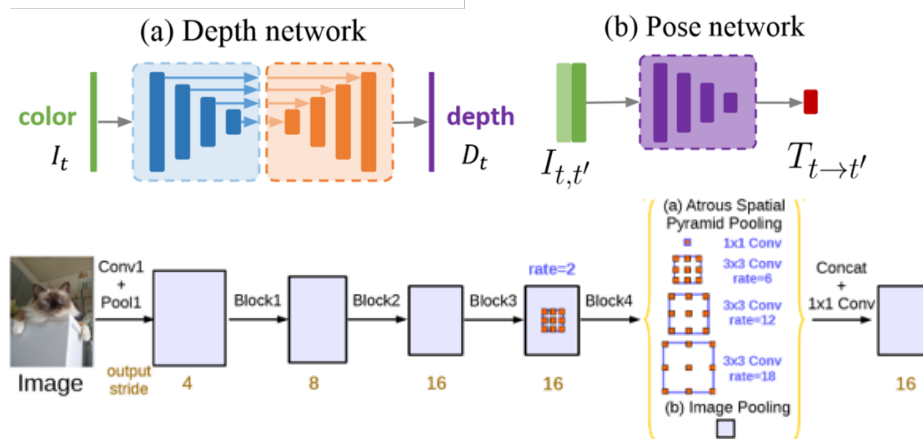 (a) Depth network
(b) Pose network
color
I_t
depth
D_t
I_{t,t'}
T_{t→t'}
(a) Atrous Spatial
Pyramid Pooling
1x1 Conv
3x3 Conv
rate=6
3x3 Conv
rate=12
3x3 Conv
rate=18
(b) Image Pooling
Conv1
+
Pool1
Block1
Block2
Block3
rate=2
Block4
Concat
+
1x1 Conv
Image
output
stride
4
8
16
16
16